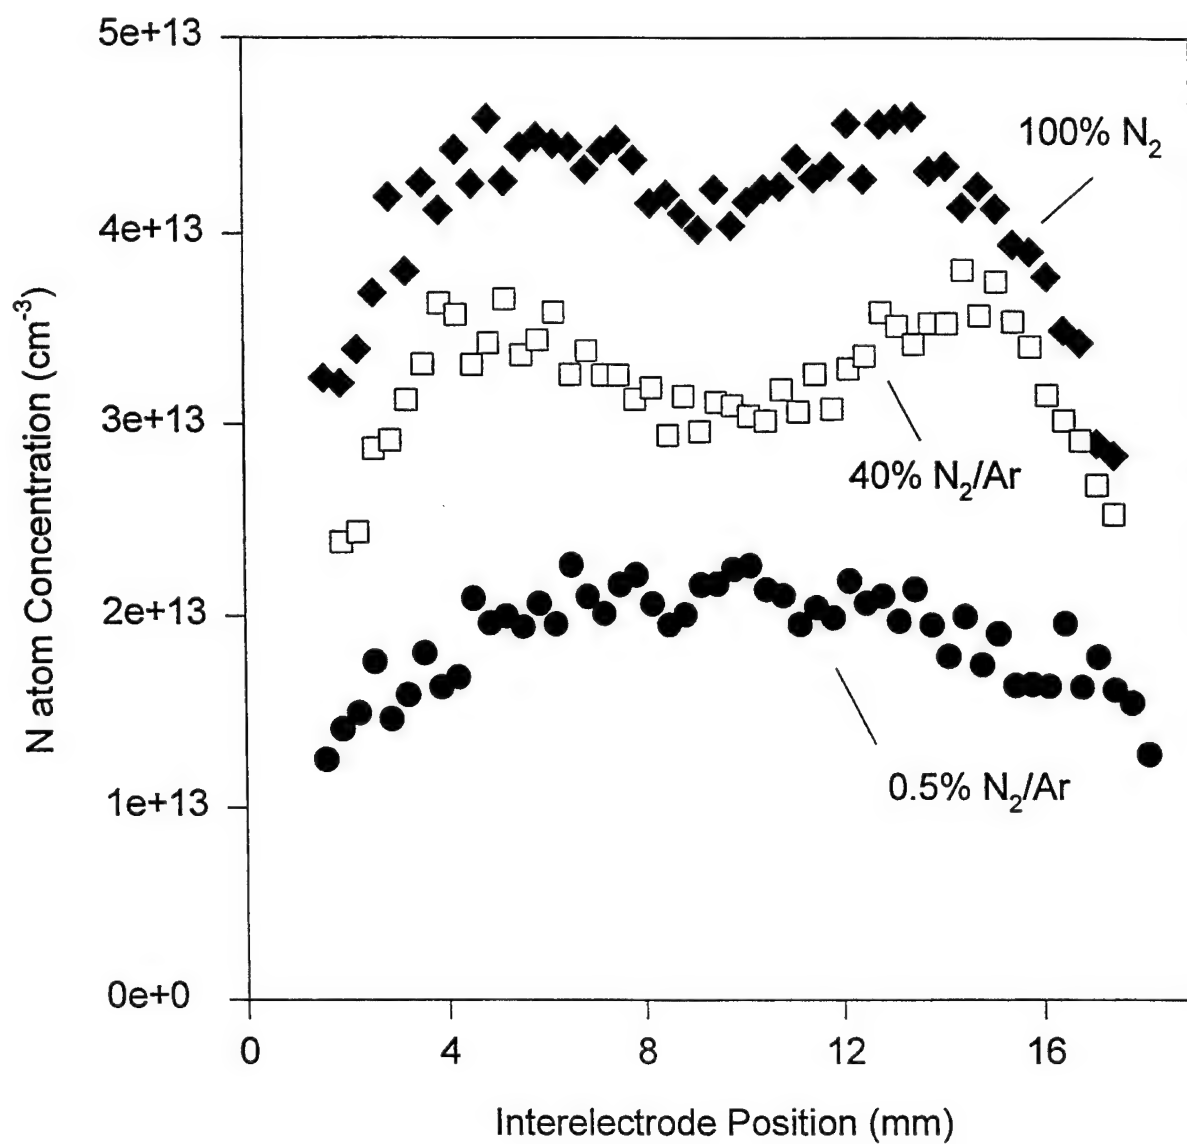 5e+13
4e+13
3e+13
2e+13
1e+13
0e+0
N atom Concentration (cm⁻³)
100% N₂
40% N₂/Ar
0.5% N₂/Ar
0 4 8 12 16
Interelectrode Position (mm)